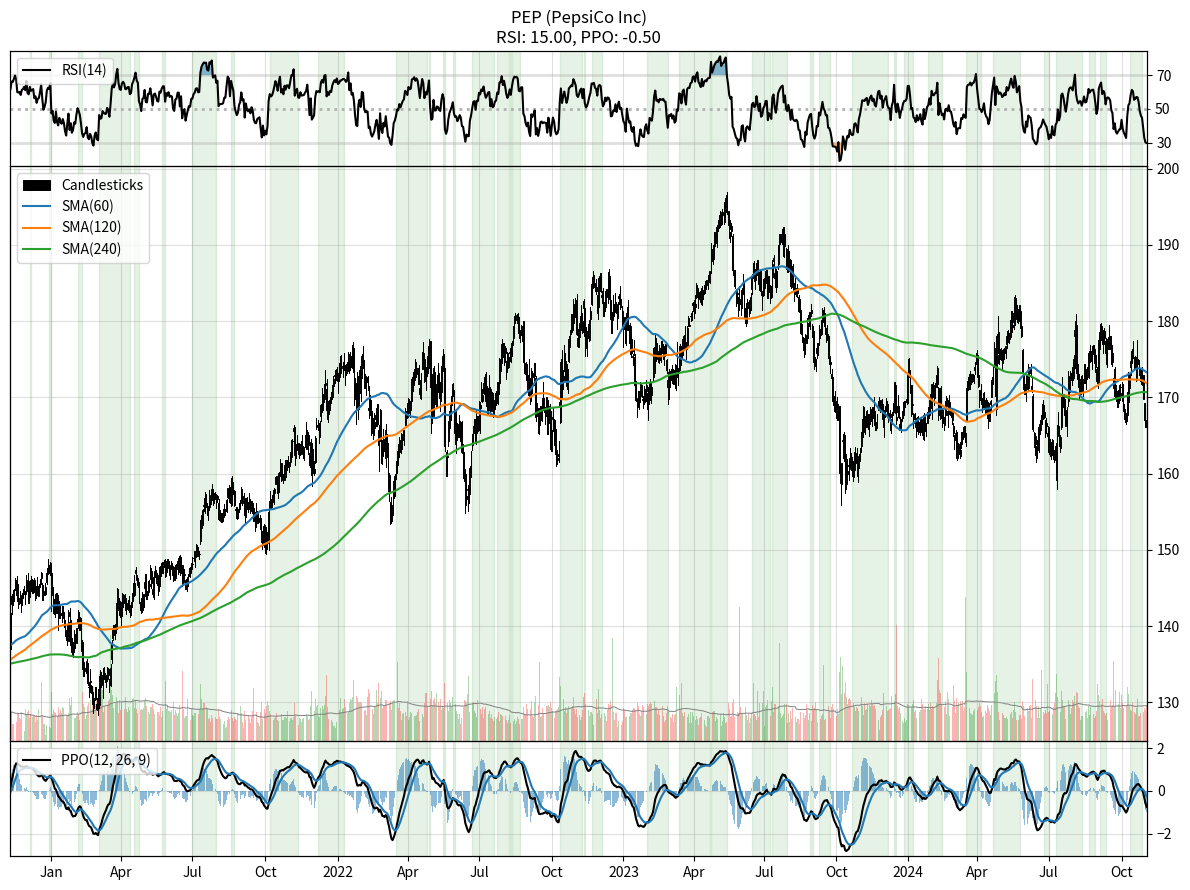 PEP (PepsiCo Inc)
RSI: 15.00, PPO: -0.50
RSI(14)
70
50
30
Candlesticks
SMA(60)
SMA(120)
SMA(240)
200
190
180
170
160
150
140
130
PPO(12, 26, 9)
2
0
−2
Jan Apr Jul Oct 2022 Apr Jul Oct 2023 Apr Jul Oct 2024 Apr Jul Oct